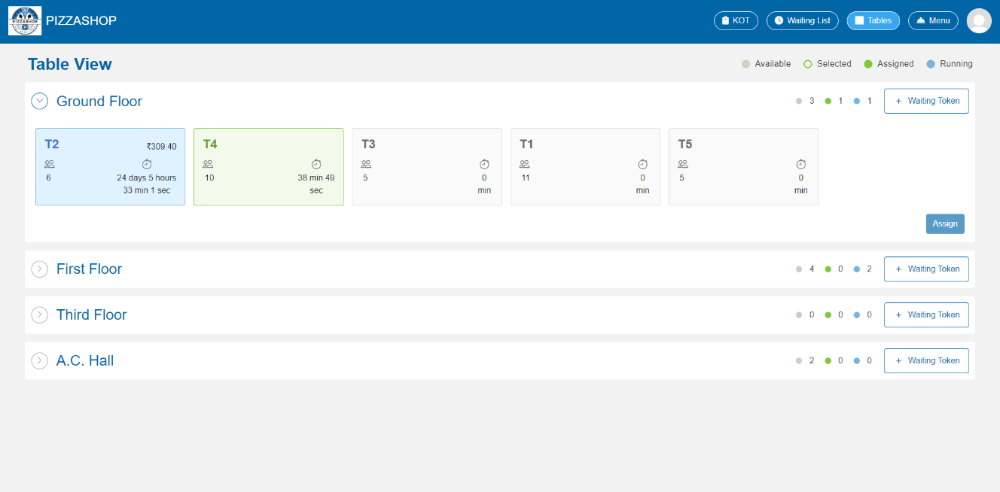 PIZZASHOP
PIZZASHOP
KOT
Waiting List
Tables
Menu
Table View
Available
Selected
Assigned
Running
Ground Floor
3 1 1
+ Waiting Token
T2 ₹309.40
6
24 days 5 hours
33 min 1 sec
T4
10
38 min 49
sec
T3
5
0
min
T1
11
0
min
T5
5
0
min
Assign
First Floor
4 0 2
+ Waiting Token
Third Floor
0 0 0
+ Waiting Token
A.C. Hall
2 0 0
+ Waiting Token